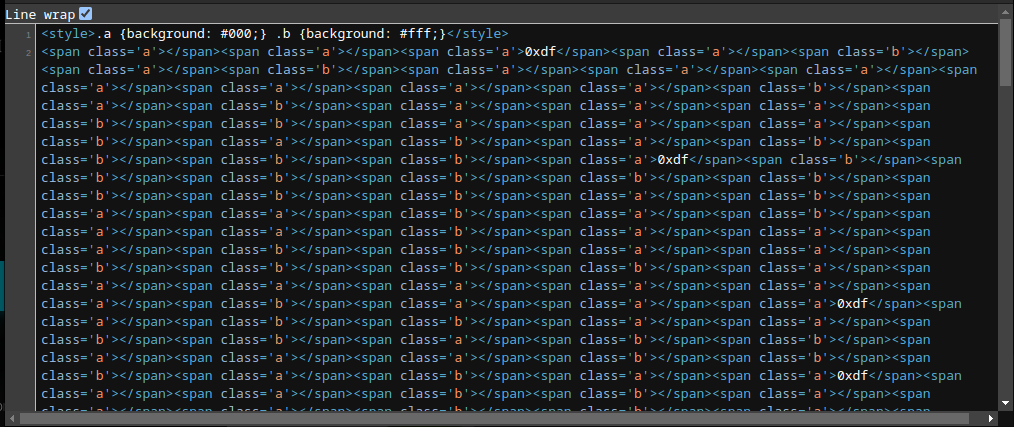 Line wrap
1 <style>.a {background: #000;} .b {background: #fff;}</style>
2 <span class='a'></span><span class='a'></span><span class='a'>0xdf</span><span class='a'></span><span class='b'></span>
<span class='a'></span><span class='b'></span><span class='a'></span><span class='a'></span><span class='a'></span><span
class='a'></span><span class='a'></span><span class='a'></span><span class='a'></span><span class='b'></span><span
class='a'></span><span class='b'></span><span class='a'></span><span class='a'></span><span class='a'></span><span
class='b'></span><span class='b'></span><span class='a'></span><span class='a'></span><span class='a'></span><span
class='b'></span><span class='a'></span><span class='b'></span><span class='b'></span><span class='b'></span><span
class='b'></span><span class='b'></span><span class='b'></span><span class='a'>0xdf</span><span class='b'></span><span
class='b'></span><span class='b'></span><span class='b'></span><span class='b'></span><span class='b'></span><span
class='b'></span><span class='b'></span><span class='a'></span><span class='a'></span><span class='b'></span><span
class='a'></span><span class='a'></span><span class='a'></span><span class='a'></span><span class='b'></span><span
class='a'></span><span class='a'></span><span class='b'></span><span class='b'></span><span class='a'></span><span
class='a'></span><span class='b'></span><span class='b'></span><span class='a'></span><span class='a'></span><span
class='b'></span><span class='a'></span><span class='b'></span><span class='b'></span><span class='a'></span><span
class='a'></span><span class='a'></span><span class='a'></span><span class='b'></span><span class='a'></span><span
class='a'></span><span class='b'></span><span class='a'></span><span class='a'></span><span class='a'>0xdf</span><span
class='a'></span><span class='b'></span><span class='b'></span><span class='a'></span><span class='a'></span><span
class='b'></span><span class='a'></span><span class='a'></span><span class='b'></span><span class='b'></span><span
class='a'></span><span class='a'></span><span class='a'></span><span class='b'></span><span class='a'></span><span
class='b'></span><span class='a'></span><span class='a'></span><span class='b'></span><span class='a'>0xdf</span><span
class='a'></span><span class='a'></span><span class='a'></span><span class='b'></span><span class='b'></span><span